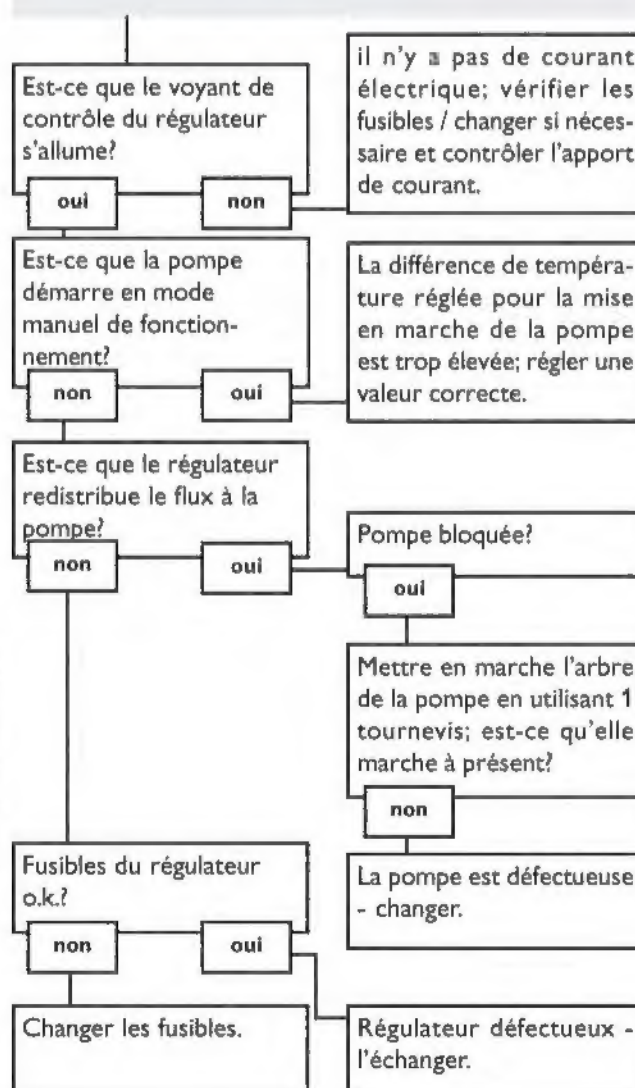 Est-ce que le voyant de
contrôle du régulateur
s'allume?
oui
non
il n'y a pas de courant
électrique; vérifier les
fusibles / changer si néces-
saire et contrôler l'apport
de courant.
Est-ce que la pompe
démarre en mode
manuel de fonction-
nement?
non
oui
La différence de tempéra-
ture réglée pour la mise
en marche de la pompe
est trop élevée; régler une
valeur correcte.
Est-ce que le régulateur
redistribue le flux à la
pompe?
non
oui
Pompe bloquée?
oui
Mettre en marche l'arbre
de la pompe en utilisant 1
tournevis; est-ce qu'elle
marche à présent?
non
La pompe est défectueuse
- changer.
Fusibles du régulateur
o.k.?
non
oui
Changer les fusibles.
Régulateur défectueux -
l'échanger.